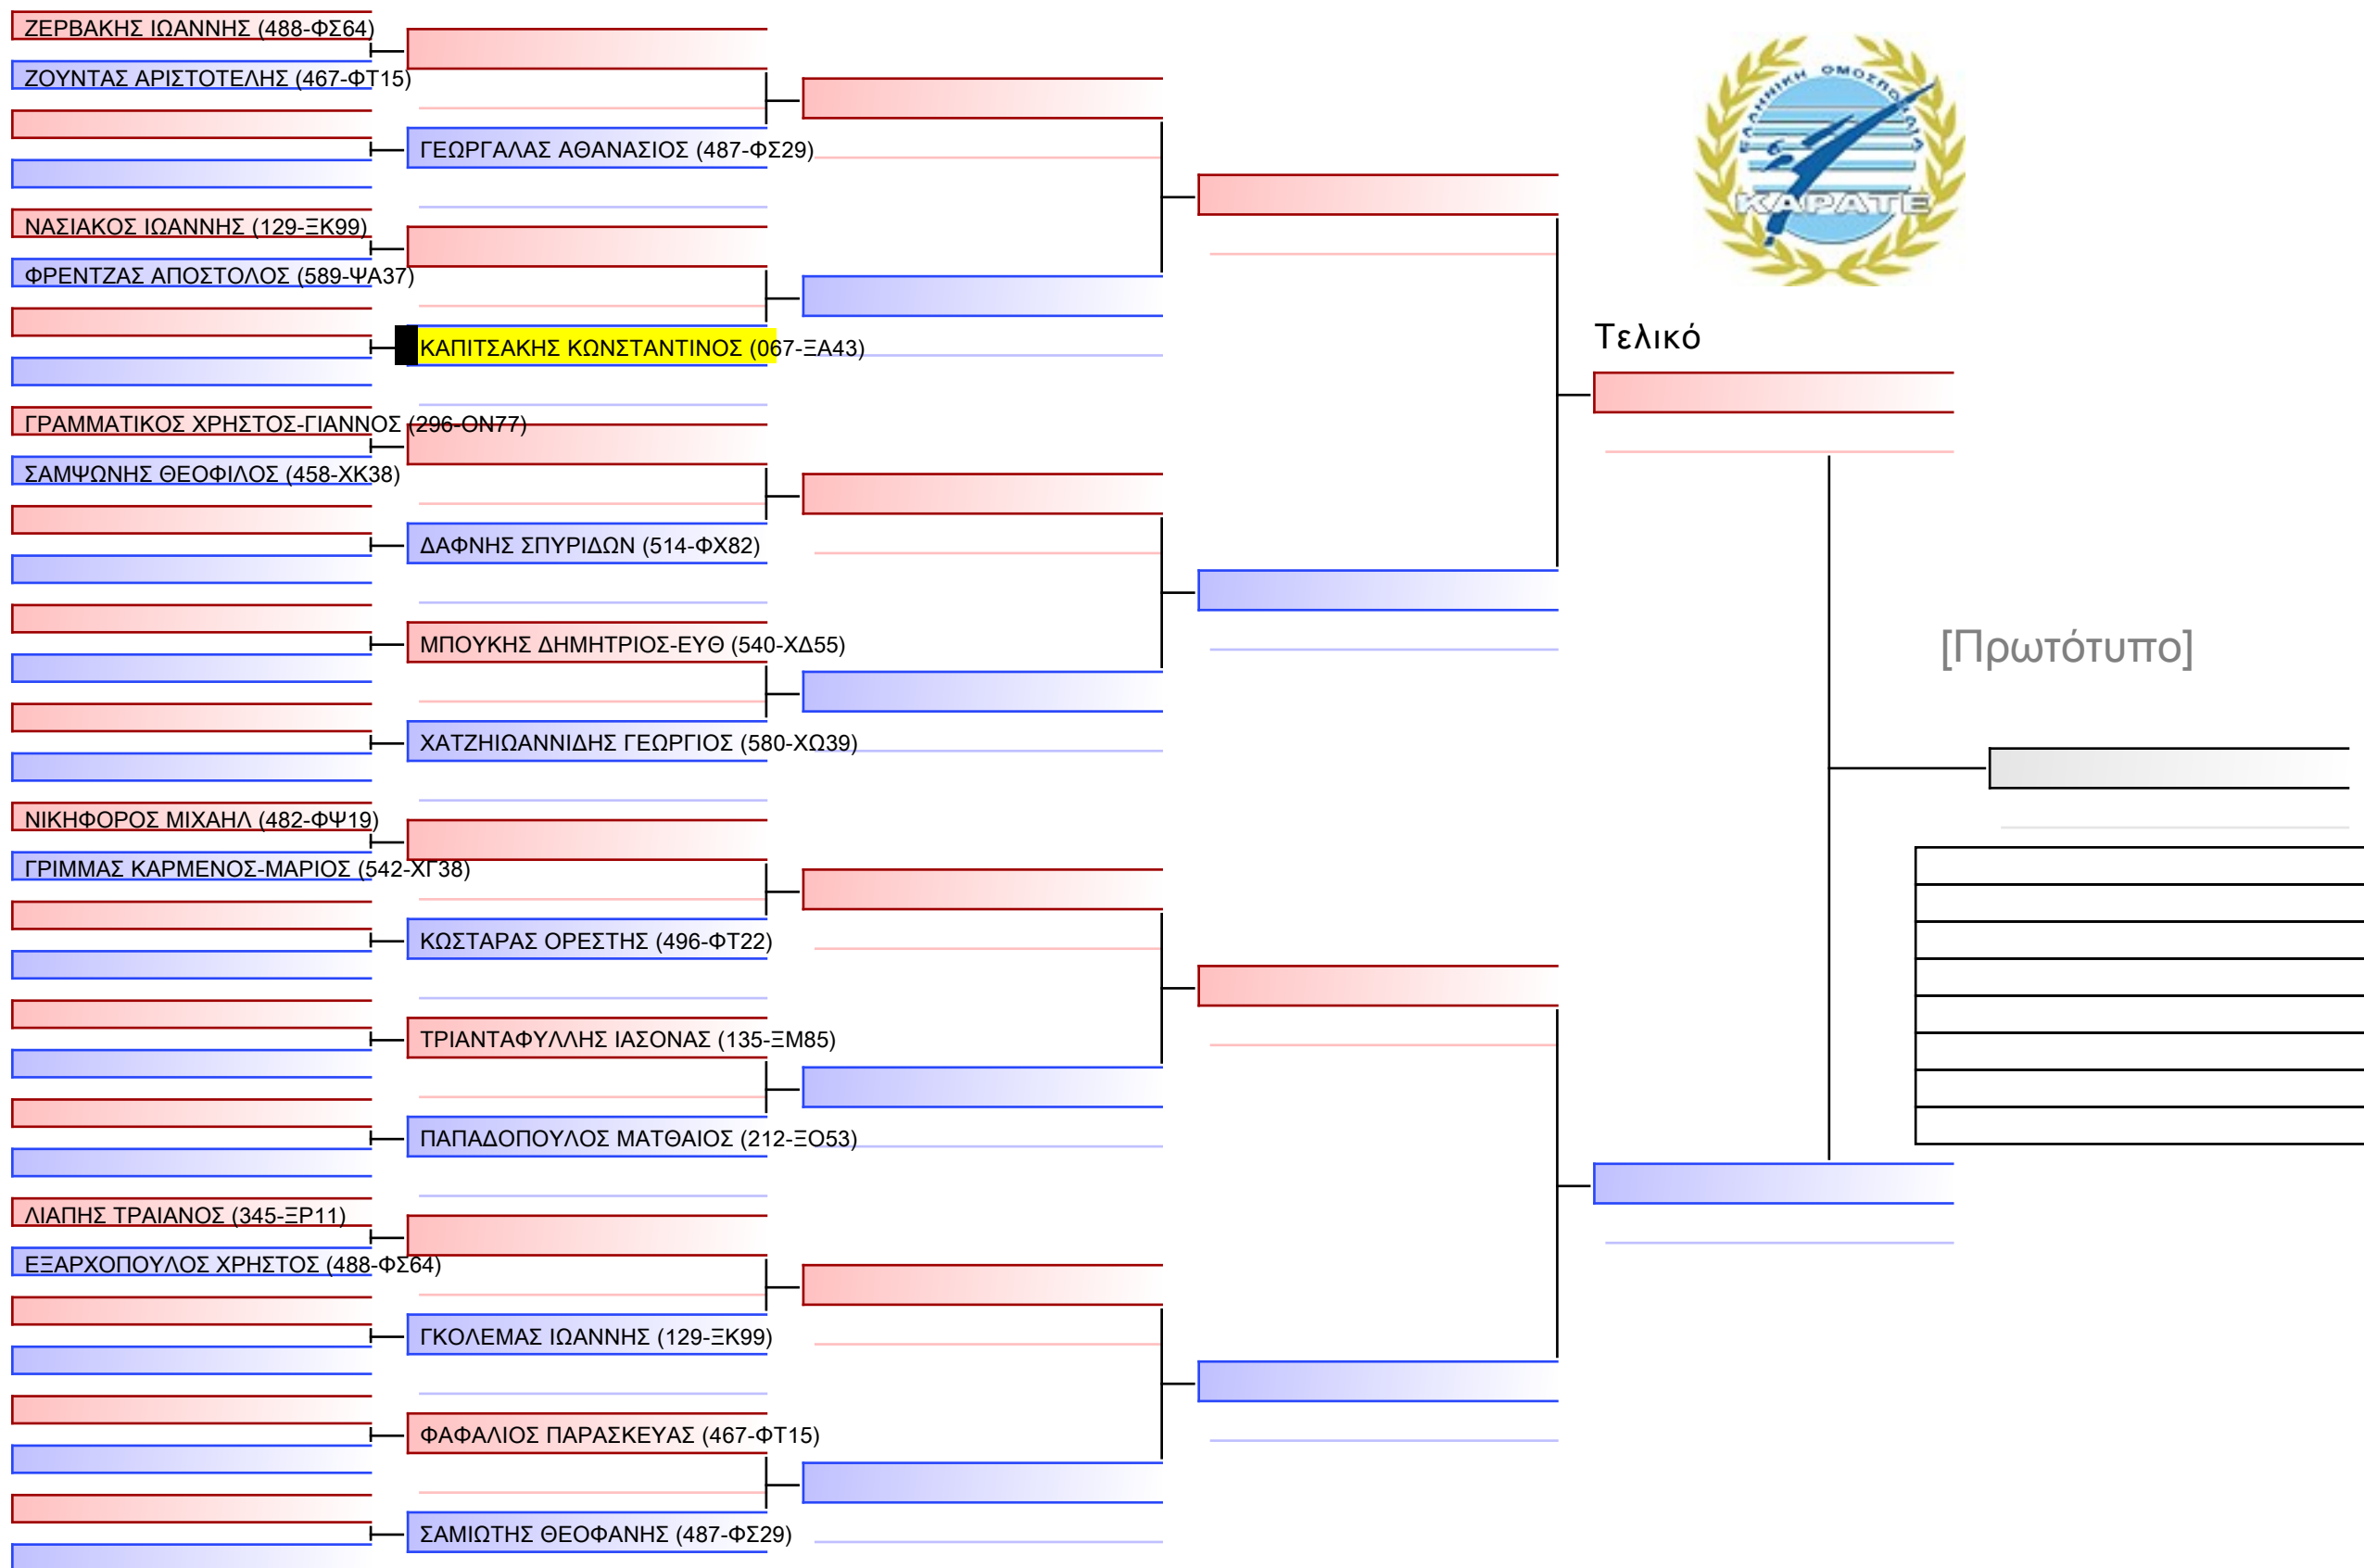 ΖΕΡΒΑΚΗΣ ΙΩΑΝΝΗΣ (488-ΦΣ64)
ΖΟΥΝΤΑΣ ΑΡΙΣΤΟΤΕΛΗΣ (467-ΦΤ15)
ΓΕΩΡΓΑΛΑΣ ΑΘΑΝΑΣΙΟΣ (487-ΦΣ29)
ΝΑΣΙΑΚΟΣ ΙΩΑΝΝΗΣ (129-ΞΚ99)
ΦΡΕΝΤΖΑΣ ΑΠΟΣΤΟΛΟΣ (589-ΨΑ37)
ΚΑΠΙΤΣΑΚΗΣ ΚΩΝΣΤΑΝΤΙΝΟΣ (067-ΞΑ43)
ΓΡΑΜΜΑΤΙΚΟΣ ΧΡΗΣΤΟΣ-ΓΙΑΝΝΟΣ (296-ΟΝ77)
ΣΑΜΨΩΝΗΣ ΘΕΟΦΙΛΟΣ (458-ΧΚ38)
ΔΑΦΝΗΣ ΣΠΥΡΙΔΩΝ (514-ΦΧ82)
ΜΠΟΥΚΗΣ ΔΗΜΗΤΡΙΟΣ-ΕΥΘ (540-ΧΔ55)
ΧΑΤΖΗΙΩΑΝΝΙΔΗΣ ΓΕΩΡΓΙΟΣ (580-ΧΩ39)
ΝΙΚΗΦΟΡΟΣ ΜΙΧΑΗΛ (482-ΦΨ19)
ΓΡΙΜΜΑΣ ΚΑΡΜΕΝΟΣ-ΜΑΡΙΟΣ (542-ΧΓ38)
ΚΩΣΤΑΡΑΣ ΟΡΕΣΤΗΣ (496-ΦΤ22)
ΤΡΙΑΝΤΑΦΥΛΛΗΣ ΙΑΣΟΝΑΣ (135-ΞΜ85)
ΠΑΠΑΔΟΠΟΥΛΟΣ ΜΑΤΘΑΙΟΣ (212-ΞΟ53)
ΛΙΑΠΗΣ ΤΡΑΙΑΝΟΣ (345-ΞΡ11)
ΕΞΑΡΧΟΠΟΥΛΟΣ ΧΡΗΣΤΟΣ (488-ΦΣ64)
ΓΚΟΛΕΜΑΣ ΙΩΑΝΝΗΣ (129-ΞΚ99)
ΦΑΦΑΛΙΟΣ ΠΑΡΑΣΚΕΥΑΣ (467-ΦΤ15)
ΣΑΜΙΩΤΗΣ ΘΕΟΦΑΝΗΣ (487-ΦΣ29)
ΕΛΛΗΝΙΚΗ ΟΜΟΣΠΟΝΔΙΑ
ΚΑΡΑΤΕ
Τελικό
[Πρωτότυπο]